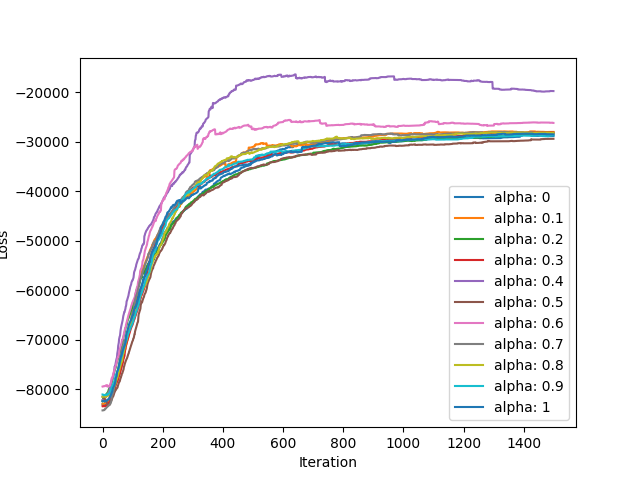 −20000
−30000
−40000
−50000
−60000
−70000
−80000
Loss
0 200 400 600 800 1000 1200 1400
Iteration
alpha: 0
alpha: 0.1
alpha: 0.2
alpha: 0.3
alpha: 0.4
alpha: 0.5
alpha: 0.6
alpha: 0.7
alpha: 0.8
alpha: 0.9
alpha: 1